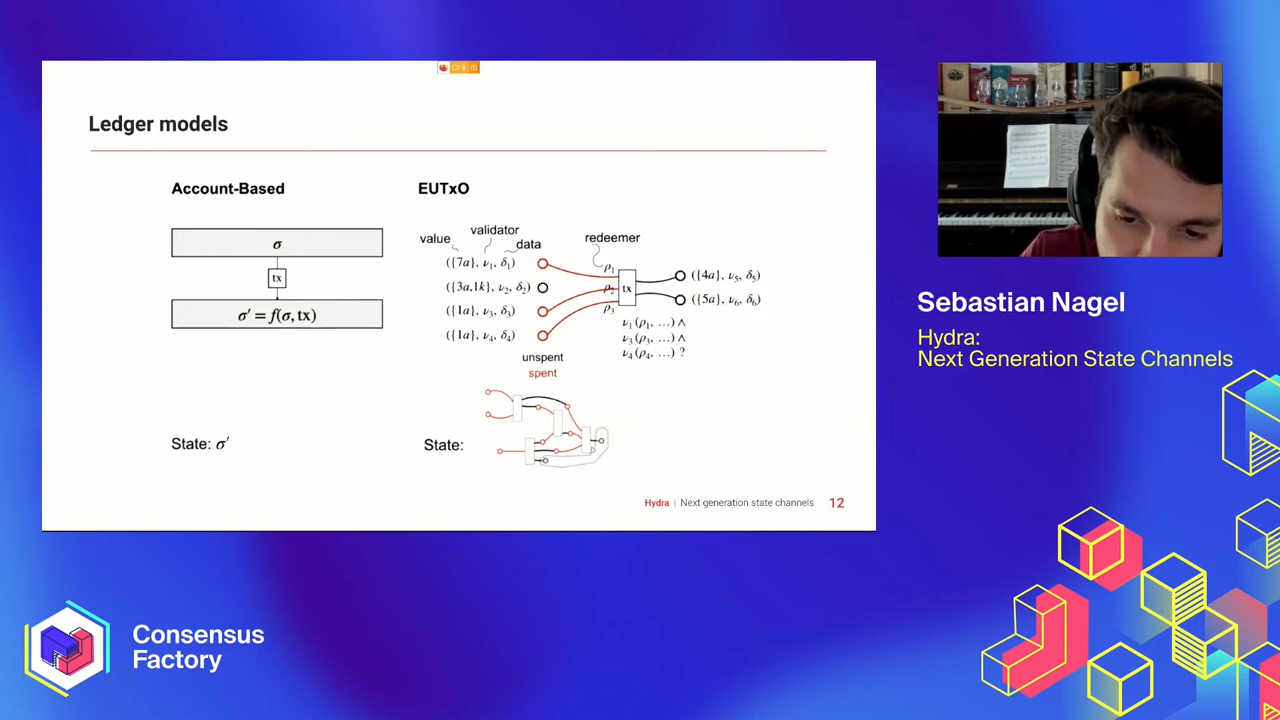 Ledger models
Account-Based
σ
tx
σ′ = f(σ, tx)
State: σ′
EUTxO
value
validator
data
redeemer
({7a}, ν₁, δ₁)
({3a,1k}, ν₂, δ₂)
({1a}, ν₃, δ₃)
({1a}, ν₄, δ₄)
ρ₁
ρ₂
ρ₃
tx
({4a}, ν₅, δ₅)
({5a}, ν₆, δ₆)
ν₁(ρ₁, …) ∧
ν₃(ρ₃, …) ∧
ν₄(ρ₄, …) ?
unspent
spent
State:
Hydra | Next generation state channels 12
Sebastian Nagel
Hydra:
Next Generation State Channels
Consensus
Factory